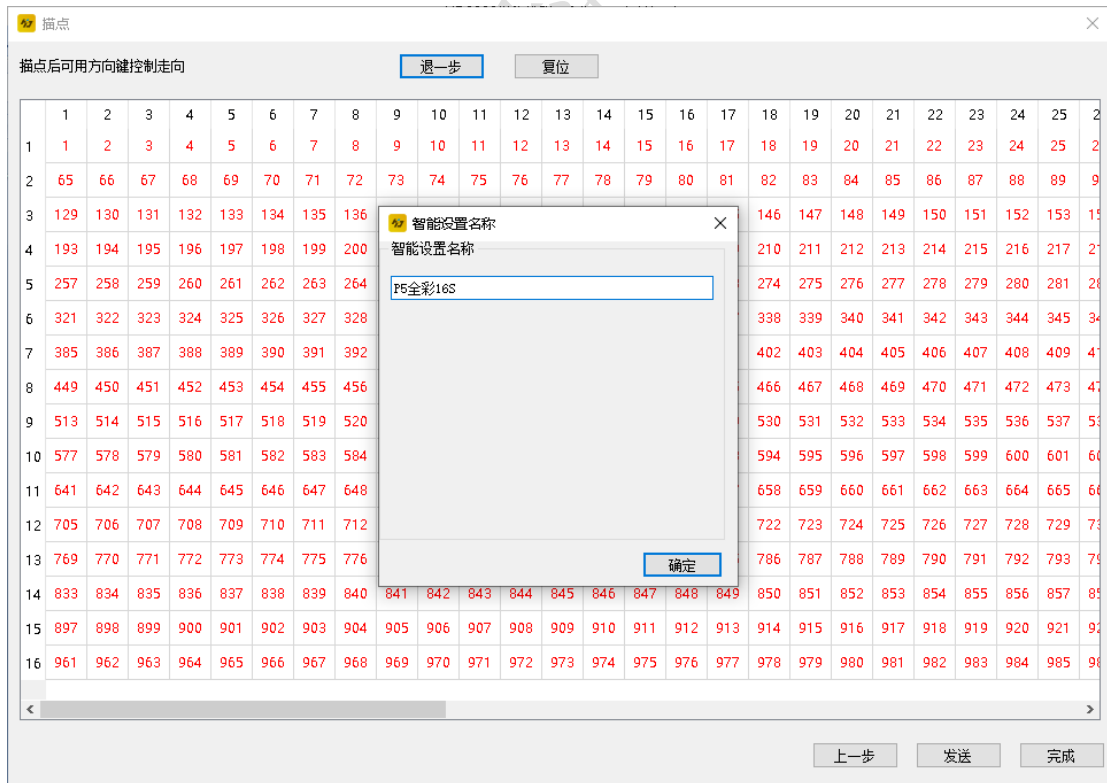 描点
描点后可用方向键控制走向 退一步 复位
1 2 3 4 5 6 7 8 9 10 11 12 13 14 15 16 17 18 19 20 21 22 23 24 25
1 1 2 3 4 5 6 7 8 9 10 11 12 13 14 15 16 17 18 19 20 21 22 23 24 25
2 65 66 67 68 69 70 71 72 73 74 75 76 77 78 79 80 81 82 83 84 85 86 87 88 89
3 129 130 131 132 133 134 135 136 146 147 148 149 150 151 152 153
4 193 194 195 196 197 198 199 200 210 211 212 213 214 215 216 217
5 257 258 259 260 261 262 263 264 274 275 276 277 278 279 280 281
6 321 322 323 324 325 326 327 328 338 339 340 341 342 343 344 345
7 385 386 387 388 389 390 391 392 402 403 404 405 406 407 408 409
8 449 450 451 452 453 454 455 456 466 467 468 469 470 471 472 473
9 513 514 515 516 517 518 519 520 530 531 532 533 534 535 536 537
10 577 578 579 580 581 582 583 584 594 595 596 597 598 599 600 601
11 641 642 643 644 645 646 647 648 658 659 660 661 662 663 664 665
12 705 706 707 708 709 710 711 712 722 723 724 725 726 727 728 729
13 769 770 771 772 773 774 775 776 786 787 788 789 790 791 792 793
14 833 834 835 836 837 838 839 840 841 842 843 844 845 846 847 848 849 850 851 852 853 854 855 856 857
15 897 898 899 900 901 902 903 904 905 906 907 908 909 910 911 912 913 914 915 916 917 918 919 920 921
16 961 962 963 964 965 966 967 968 969 970 971 972 973 974 975 976 977 978 979 980 981 982 983 984 985
智能设置名称
智能设置名称
P5全彩16S
确定
上一步 发送 完成